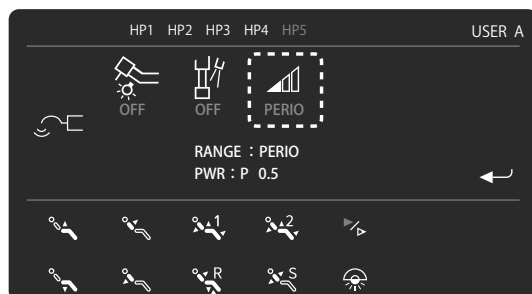 HP1 HP2 HP3 HP4 HP5 USER A
OFF OFF PERIO
RANGE : PERIO
PWR : P 0.5
1 2
R S